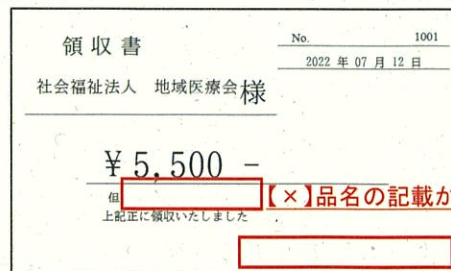 領収書
No. 1001
2022 年 07 月 12 日
社会福祉法人 地域医療会 様
¥ 5,500 -
但
【×】品名の記載か
上記正に領収いたしました